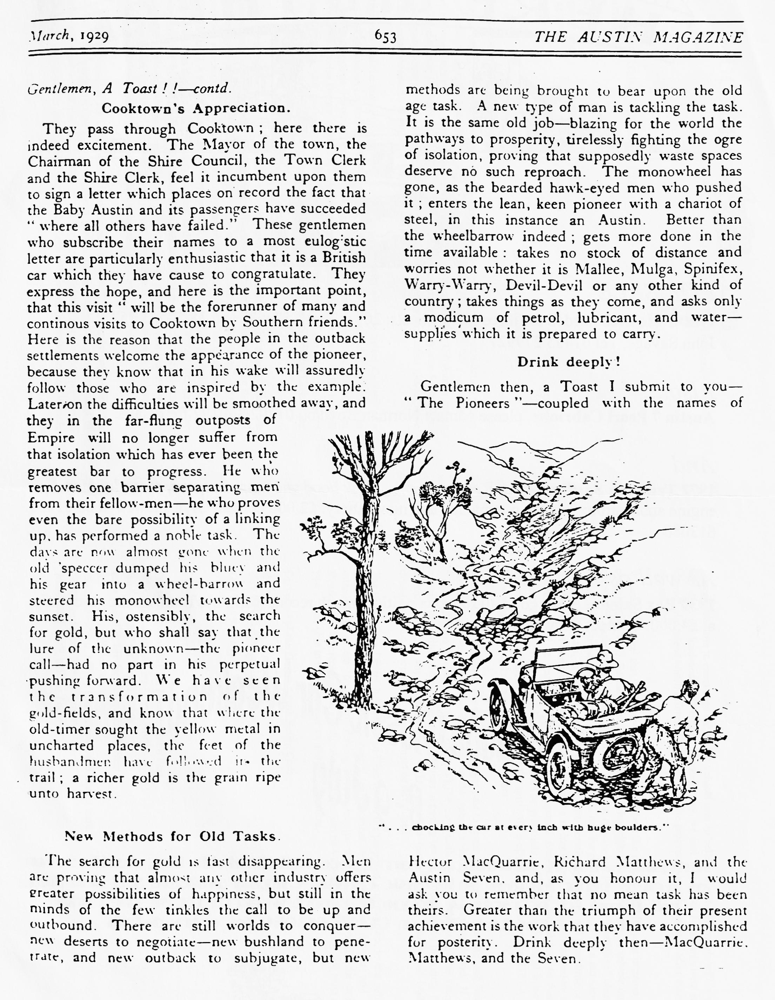 March, 1929 653 THE AUSTIN MAGAZINE
Gentlemen, A Toast ! !—contd.
Cooktown's Appreciation.
They pass through Cooktown ; here there is
indeed excitement. The Mayor of the town, the
Chairman of the Shire Council, the Town Clerk
and the Shire Clerk, feel it incumbent upon them
to sign a letter which places on record the fact that
the Baby Austin and its passengers have succeeded
“ where all others have failed.” These gentlemen
who subscribe their names to a most eulogistic
letter are particularly enthusiastic that it is a British
car which they have cause to congratulate. They
express the hope, and here is the important point,
that this visit “ will be the forerunner of many and
continous visits to Cooktown by Southern friends.”
Here is the reason that the people in the outback
settlements welcome the appearance of the pioneer,
because they know that in his wake will assuredly
follow those who are inspired by the example.
Later on the difficulties will be smoothed away, and
they in the far-flung outposts of
Empire will no longer suffer from
that isolation which has ever been the
greatest bar to progress. He who
removes one barrier separating men
from their fellow-men—he who proves
even the bare possibility of a linking
up, has performed a noble task. The
days are now almost gone when the
old 'speccer dumped his bluey and
his gear into a wheel-barrow and
steered his monowheel towards the
sunset. His, ostensibly, the search
for gold, but who shall say that the
lure of the unknown—the pioneer
call—had no part in his perpetual
pushing forward. We have seen
the transformation of the
gold-fields, and know that where the
old-timer sought the yellow metal in
uncharted places, the feet of the
husbandmen have followed in the
trail ; a richer gold is the grain ripe
unto harvest.
New Methods for Old Tasks.
The search for gold is fast disappearing. Men
are proving that almost any other industry offers
greater possibilities of happiness, but still in the
minds of the few tinkles the call to be up and
outbound. There are still worlds to conquer—
new deserts to negotiate—new bushland to pene-
trate, and new outback to subjugate, but new
methods are being brought to bear upon the old
age task. A new type of man is tackling the task.
It is the same old job—blazing for the world the
pathways to prosperity, tirelessly fighting the ogre
of isolation, proving that supposedly waste spaces
deserve no such reproach. The monowheel has
gone, as the bearded hawk-eyed men who pushed
it ; enters the lean, keen pioneer with a chariot of
steel, in this instance an Austin. Better than
the wheelbarrow indeed ; gets more done in the
time available : takes no stock of distance and
worries not whether it is Mallee, Mulga, Spinifex,
Warry-Warry, Devil-Devil or any other kind of
country ; takes things as they come, and asks only
a modicum of petrol, lubricant, and water—
supplies which it is prepared to carry.
Drink deeply !
Gentlemen then, a Toast I submit to you—
“ The Pioneers ”—coupled with the names of
“ . . . chocking the car at every inch with huge boulders.”
Hector MacQuarrie, Richard Matthews, and the
Austin Seven, and, as you honour it, I would
ask you to remember that no mean task has been
theirs. Greater than the triumph of their present
achievement is the work that they have accomplished
for posterity. Drink deeply then—MacQuarrie,
Matthews, and the Seven.